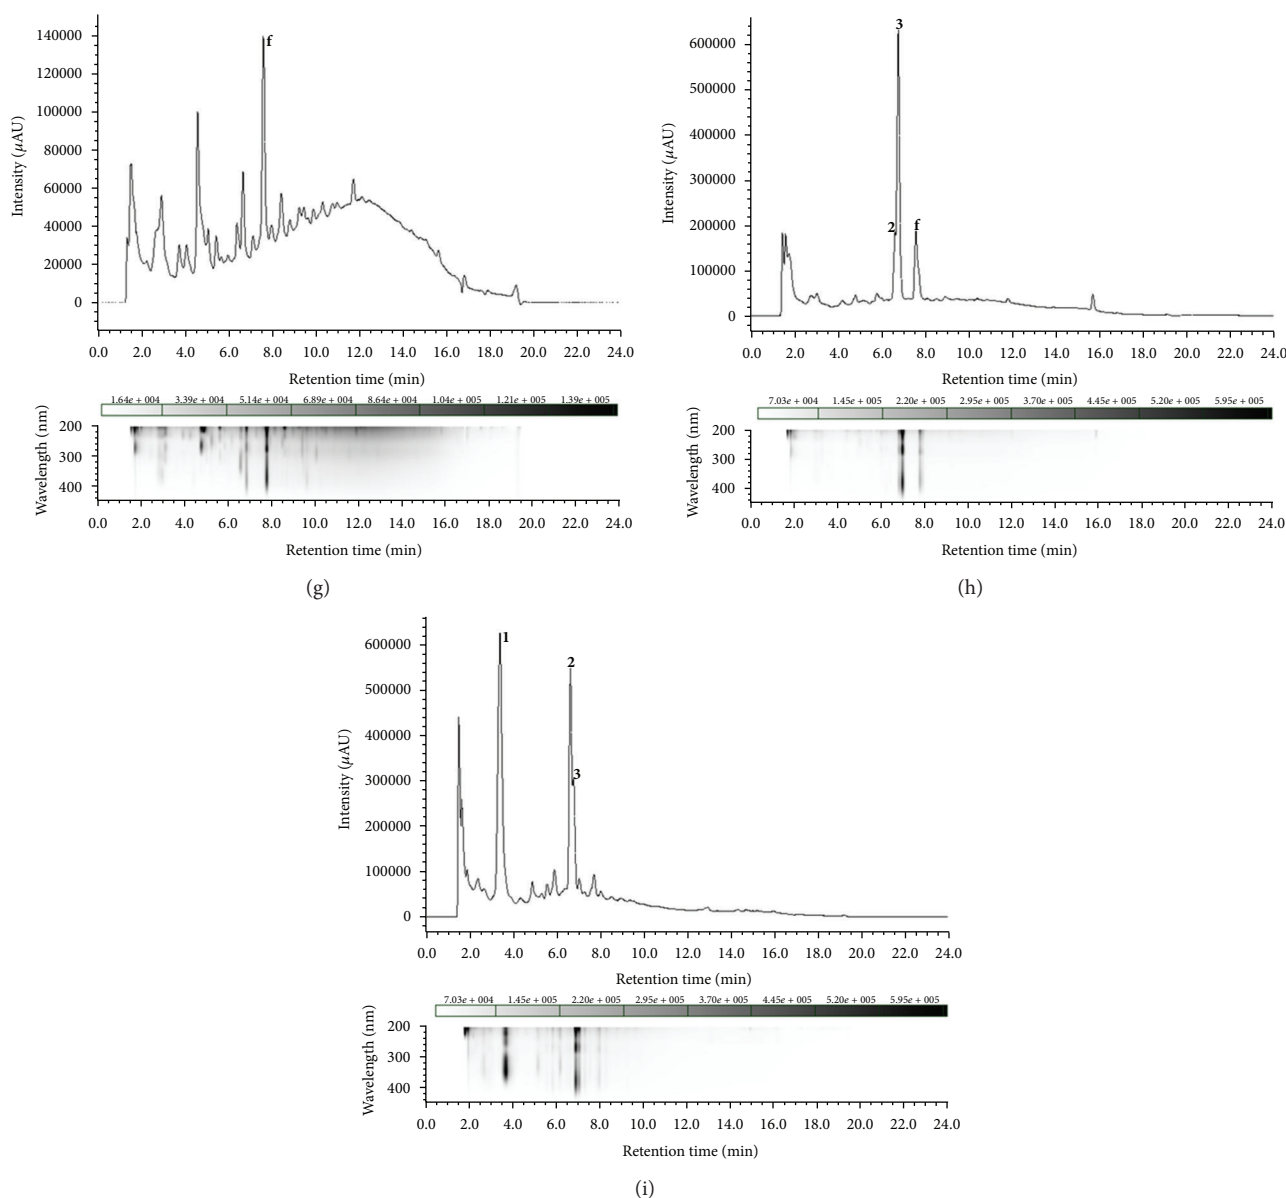 140000
120000
100000
80000
60000
40000
20000
0
Intensity (μAU)
f
0.0 2.0 4.0 6.0 8.0 10.0 12.0 14.0 16.0 18.0 20.0 22.0 24.0
Retention time (min)
1.64e + 004 3.39e + 004 5.14e + 004 6.89e + 004 8.64e + 004 1.04e + 005 1.21e + 005 1.39e + 005
200
300
400
Wavelength (nm)
0.0 2.0 4.0 6.0 8.0 10.0 12.0 14.0 16.0 18.0 20.0 22.0 24.0
Retention time (min)
(g)
600000
500000
400000
300000
200000
100000
0
Intensity (μAU)
3
2
f
0.0 2.0 4.0 6.0 8.0 10.0 12.0 14.0 16.0 18.0 20.0 22.0 24.0
Retention time (min)
7.03e + 004 1.45e + 005 2.20e + 005 2.95e + 005 3.70e + 005 4.45e + 005 5.20e + 005 5.95e + 005
200
300
400
Wavelength (nm)
0.0 2.0 4.0 6.0 8.0 10.0 12.0 14.0 16.0 18.0 20.0 22.0 24.0
Retention time (min)
(h)
600000
500000
400000
300000
200000
100000
0
Intensity (μAU)
1
2
3
0.0 2.0 4.0 6.0 8.0 10.0 12.0 14.0 16.0 18.0 20.0 22.0 24.0
Retention time (min)
7.03e + 004 1.45e + 005 2.20e + 005 2.95e + 005 3.70e + 005 4.45e + 005 5.20e + 005 5.95e + 005
200
300
400
Wavelength (nm)
0.0 2.0 4.0 6.0 8.0 10.0 12.0 14.0 16.0 18.0 20.0 22.0 24.0
Retention time (min)
(i)